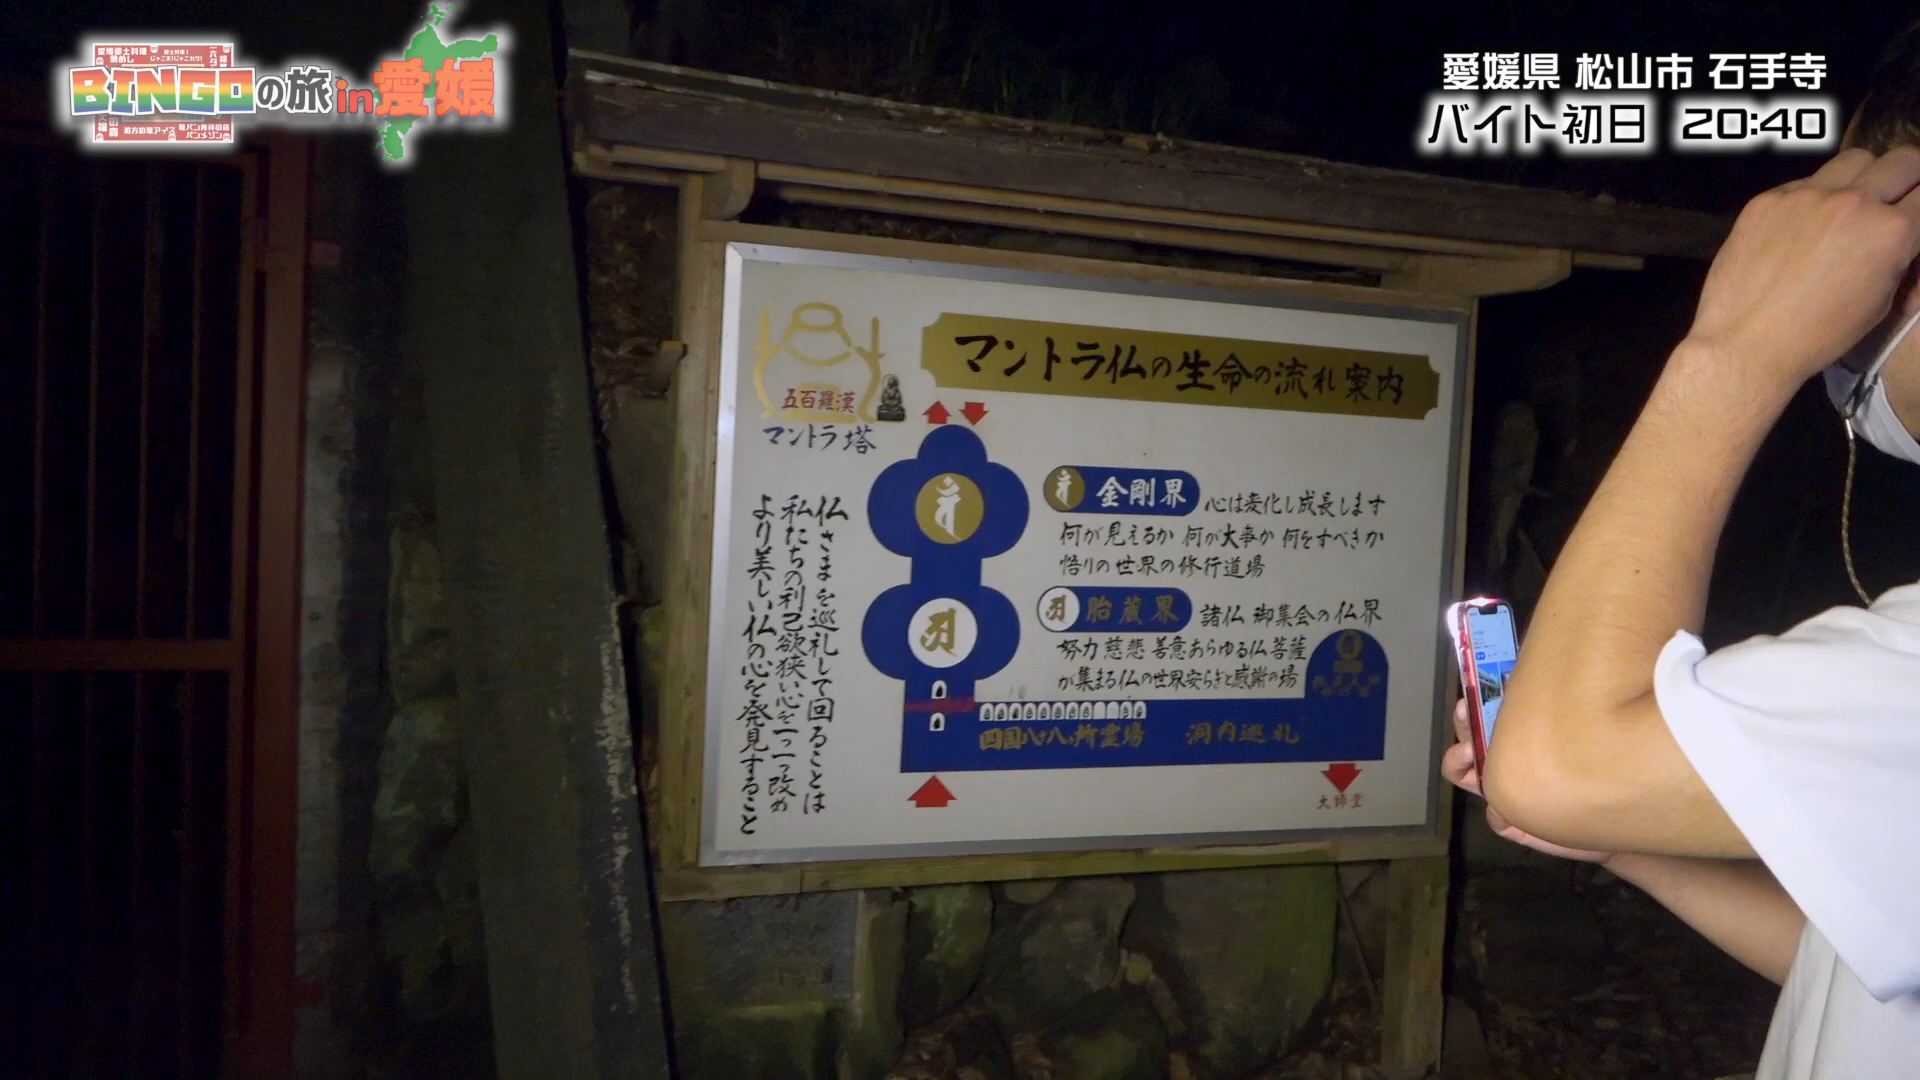 愛媛郷土料理
BINGOの旅in愛媛
愛媛県 松山市 石手寺
バイト初日 20:40
マントラ仏の生命の流れ案内
五百羅漢
マントラ塔
仏さまを巡礼して回ることは
私たちの利己欲狭い心を一つ一つ改め
より美しい仏の心を発見すること
金剛界 心は変化し成長します
何が見えるか 何が大事か 何をすべきか
悟りの世界の修行道場
胎蔵界 諸仏 御集会の仏界
努力 慈悲 善意あらゆる仏菩薩
が集まる仏の世界安らぎと感謝の場
四国八十八ヶ所霊場 洞内巡礼
大師堂